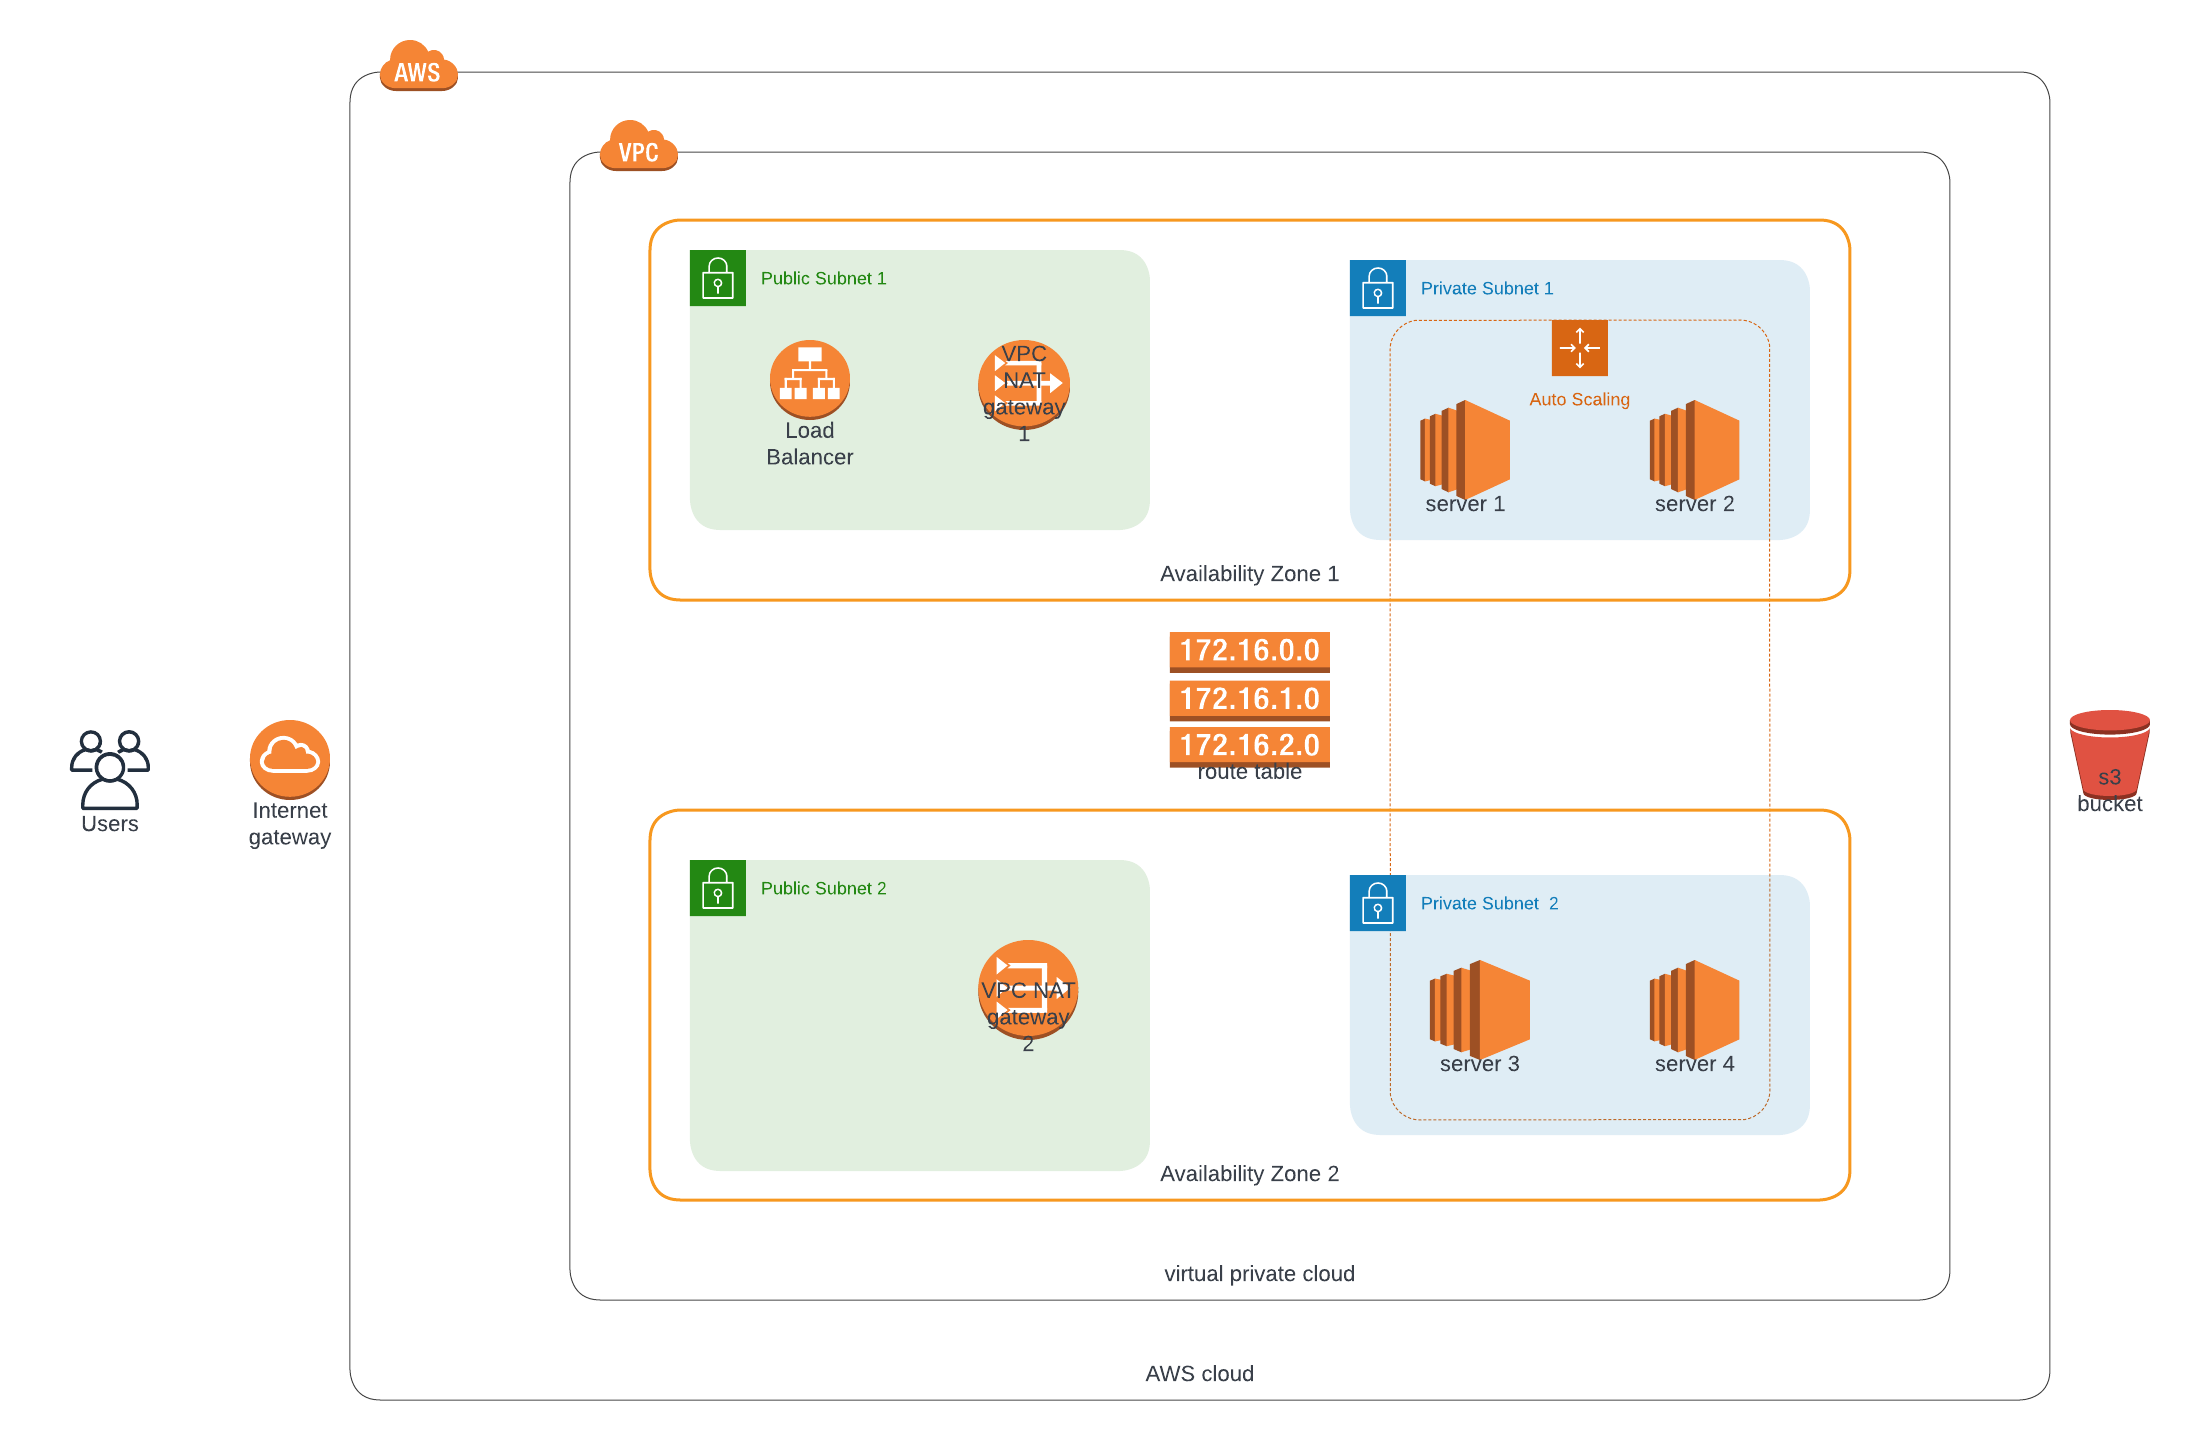 AWS
VPC
Public Subnet 1
Private Subnet 1
VPC
NAT
gateway
1
Load
Balancer
Auto Scaling
server 1
server 2
Availability Zone 1
172.16.0.0
172.16.1.0
172.16.2.0
route table
Users
Internet
gateway
s3
bucket
Public Subnet 2
Private Subnet  2
VPC NAT
gateway
2
server 3
server 4
Availability Zone 2
virtual private cloud
AWS cloud